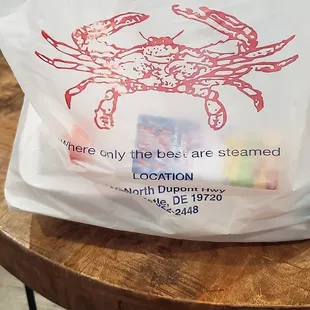 where only the best are steamed
LOCATION
North Dupont Hwy
DE 19720
-2448